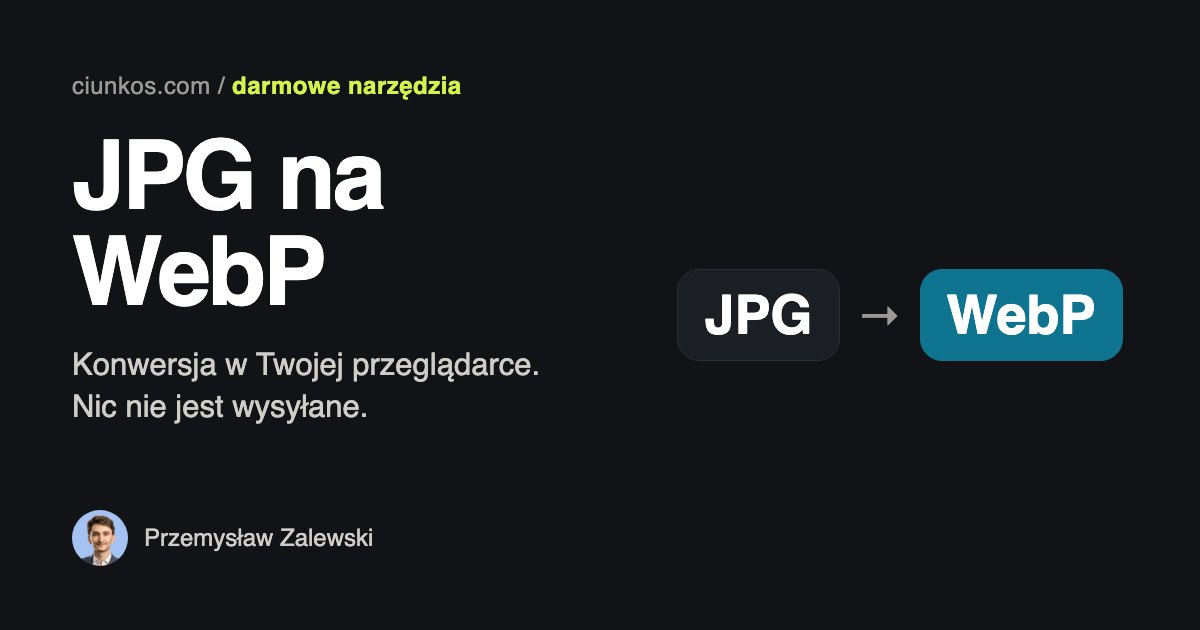 ciunkos.com / darmowe narzędzia
JPG na
WebP
Konwersja w Twojej przeglądarce.
Nic nie jest wysyłane.
JPG → WebP
Przemysław Zalewski